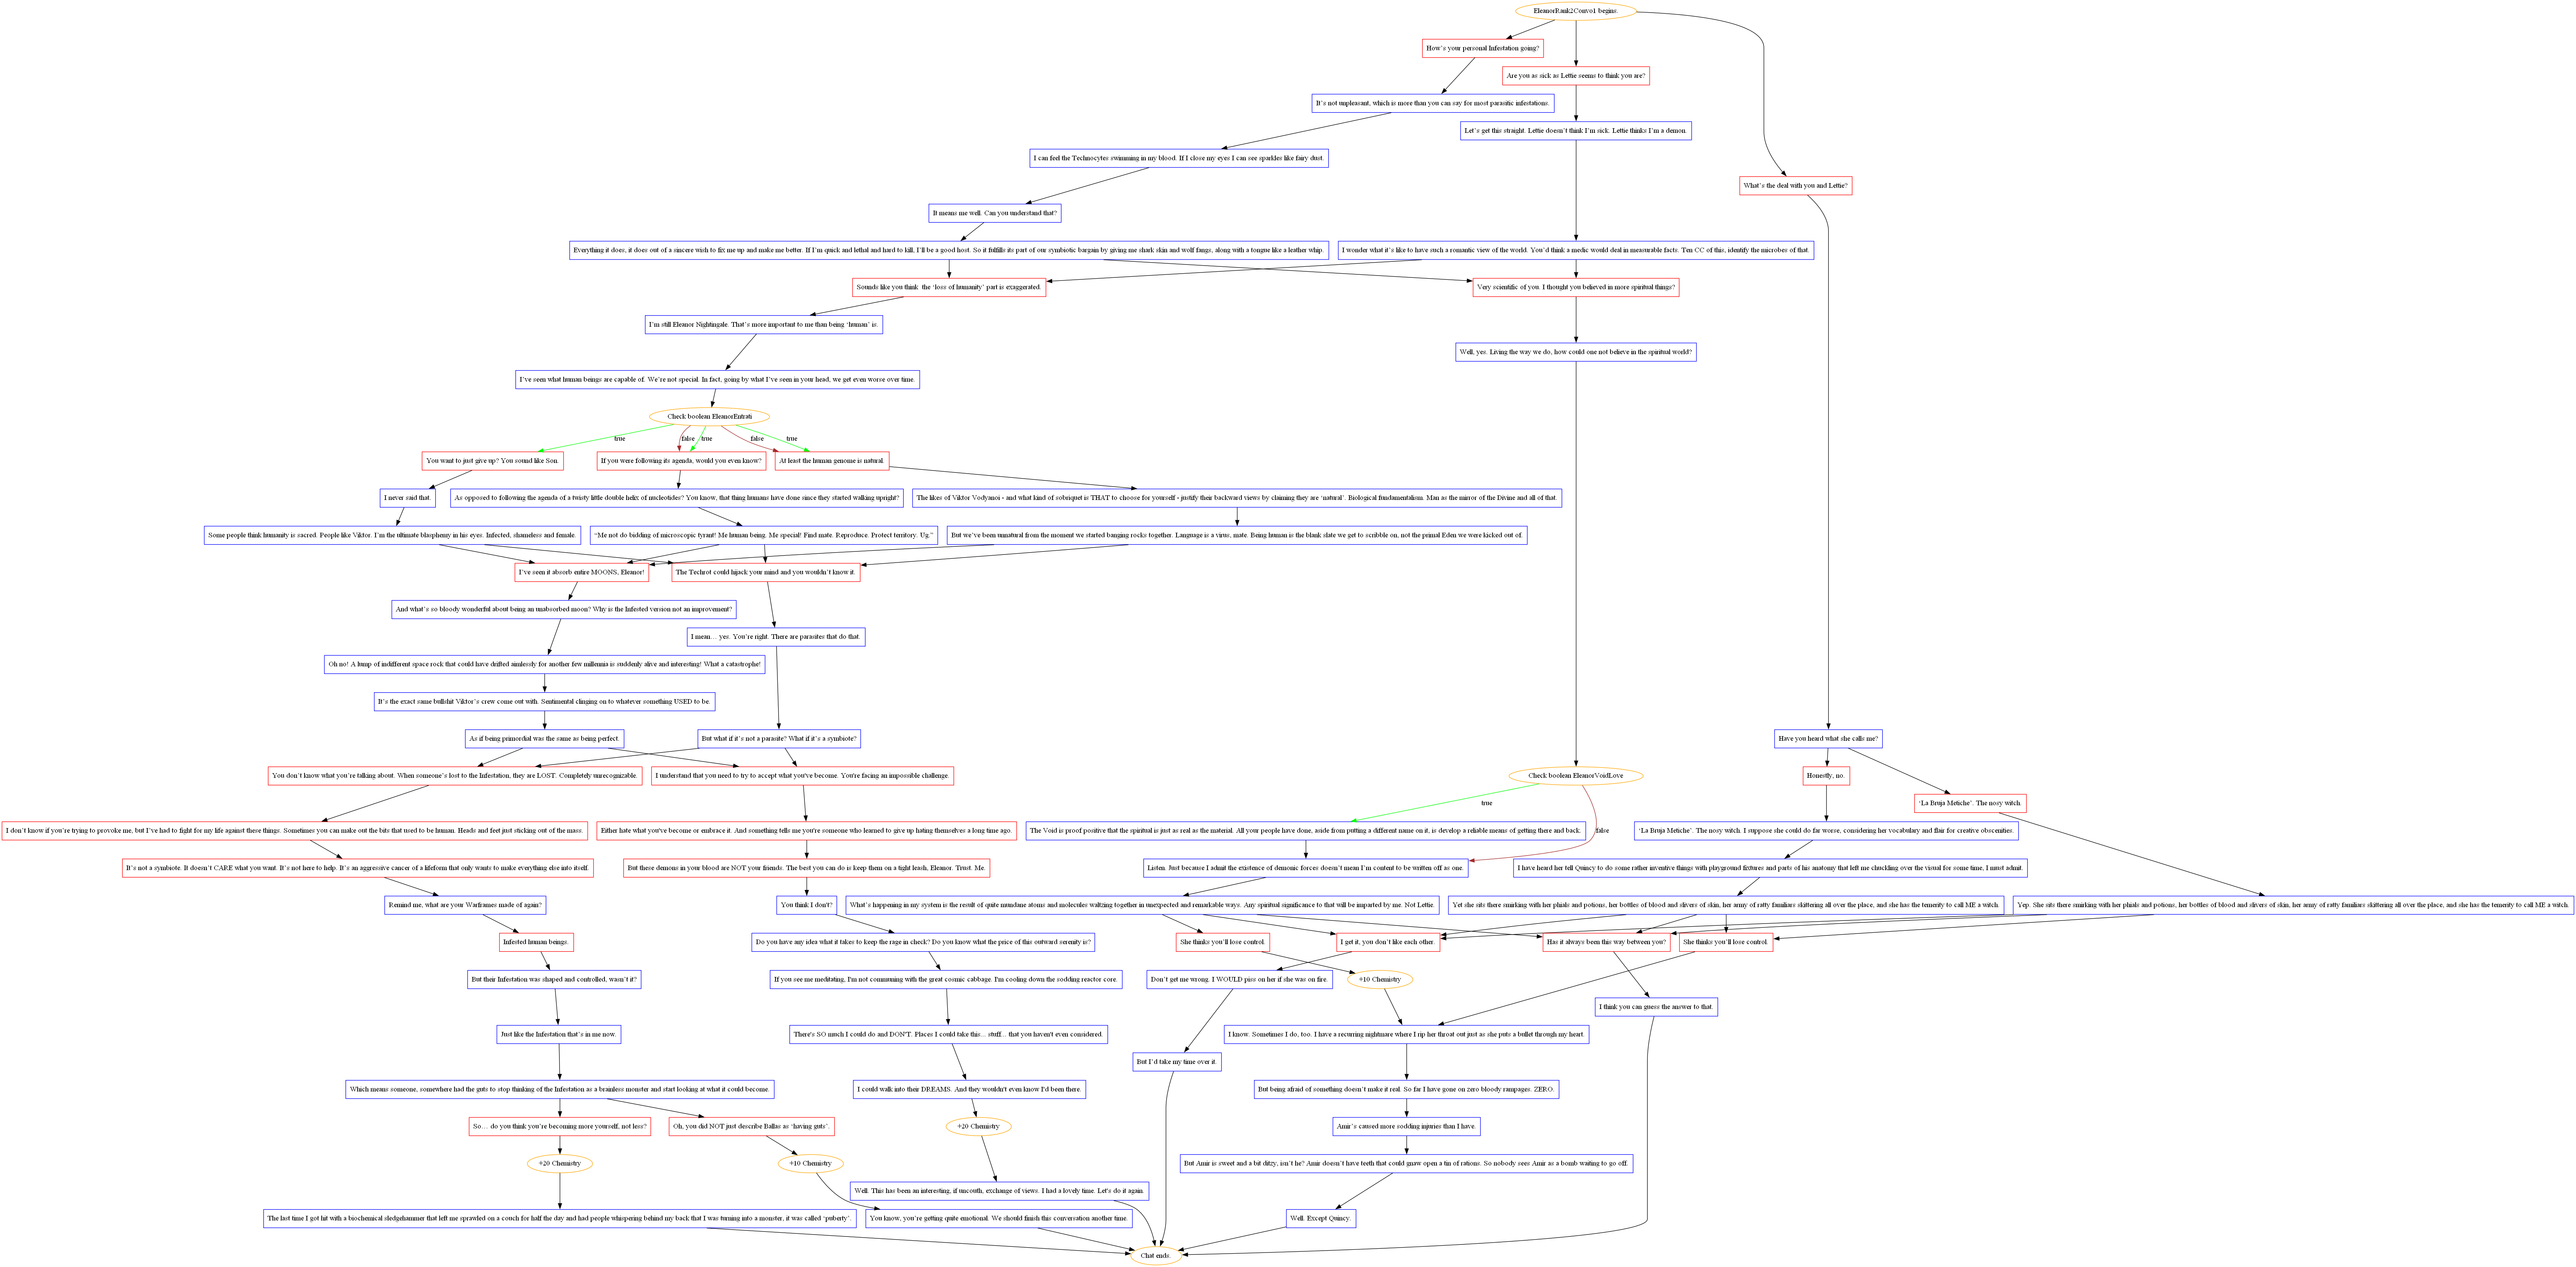 EleanorRank2Convo1 begins.
How's your personal Infestation going?
Are you as sick as Lettie seems to think you are?
It's not unpleasant, which is more than you can say for most parasitic infestations.
Let's get this straight. Lettie doesn't think I'm sick. Lettie thinks I'm a demon.
I can feel the Technocytes swimming in my blood. If I close my eyes I can see sparkles like fairy dust.
What's the deal with you and Lettie?
It means me well. Can you understand that?
Everything it does, it does out of a sincere wish to fix me up and make me better. If I'm quick and lethal and hard to kill, I'll be a good host. So it fulfills its part of our symbiotic bargain by giving me shark skin and wolf fangs, along with a tongue like a leather whip.
I wonder what it's like to have such a romantic view of the world. You'd think a medic would deal in measurable facts. Ten CC of this, identify the microbes of that.
Sounds like you think  the 'loss of humanity' part is exaggerated.
Very scientific of you. I thought you believed in more spiritual things?
I'm still Eleanor Nightingale. That's more important to me than being 'human' is.
Well, yes. Living the way we do, how could one not believe in the spiritual world?
I've seen what human beings are capable of. We're not special. In fact, going by what I've seen in your head, we get even worse over time.
Check boolean EleanorEntrati
true
false
true
false
true
You want to just give up? You sound like Son.
If you were following its agenda, would you even know?
At least the human genome is natural.
I never said that.
As opposed to following the agenda of a twisty little double helix of nucleotides? You know, that thing humans have done since they started walking upright?
The likes of Viktor Vodyanoi - and what kind of sobriquet is THAT to choose for yourself - justify their backward views by claiming they are 'natural'. Biological fundamentalism. Man as the mirror of the Divine and all of that.
Some people think humanity is sacred. People like Viktor. I'm the ultimate blasphemy in his eyes. Infected, shameless and female.
"Me not do bidding of microscopic tyrant! Me human being. Me special! Find mate. Reproduce. Protect territory. Ug."
But we've been unnatural from the moment we started banging rocks together. Language is a virus, mate. Being human is the blank slate we get to scribble on, not the primal Eden we were kicked out of.
I've seen it absorb entire MOONS, Eleanor!
The Techrot could hijack your mind and you wouldn't know it.
And what's so bloody wonderful about being an unabsorbed moon? Why is the Infested version not an improvement?
I mean… yes. You're right. There are parasites that do that.
Oh no! A lump of indifferent space rock that could have drifted aimlessly for another few millennia is suddenly alive and interesting! What a catastrophe!
It's the exact same bullshit Viktor's crew come out with. Sentimental clinging on to whatever something USED to be.
As if being primordial was the same as being perfect.
But what if it's not a parasite? What if it's a symbiote?
Have you heard what she calls me?
You don't know what you're talking about. When someone's lost to the Infestation, they are LOST. Completely unrecognizable.
I understand that you need to try to accept what you've become. You're facing an impossible challenge.
Check boolean EleanorVoidLove
Honestly, no.
true
'La Bruja Metiche'. The nosy witch.
I don't know if you're trying to provoke me, but I've had to fight for my life against these things. Sometimes you can make out the bits that used to be human. Heads and feet just sticking out of the mass.
Either hate what you've become or embrace it. And something tells me you're someone who learned to give up hating themselves a long time ago.
The Void is proof positive that the spiritual is just as real as the material. All your people have done, aside from putting a different name on it, is develop a reliable means of getting there and back.
false
'La Bruja Metiche'. The nosy witch. I suppose she could do far worse, considering her vocabulary and flair for creative obscenities.
It's not a symbiote. It doesn't CARE what you want. It's not here to help. It's an aggressive cancer of a lifeform that only wants to make everything else into itself.
But these demons in your blood are NOT your friends. The best you can do is keep them on a tight leash, Eleanor. Trust. Me.
Listen. Just because I admit the existence of demonic forces doesn't mean I'm content to be written off as one.
I have heard her tell Quincy to do some rather inventive things with playground fixtures and parts of his anatomy that left me chuckling over the visual for some time, I must admit.
Remind me, what are your Warframes made of again?
You think I don't?
What's happening in my system is the result of quite mundane atoms and molecules waltzing together in unexpected and remarkable ways. Any spiritual significance to that will be imparted by me. Not Lettie.
Yet she sits there smirking with her phials and potions, her bottles of blood and slivers of skin, her army of ratty familiars skittering all over the place, and she has the temerity to call ME a witch.
Yep. She sits there smirking with her phials and potions, her bottles of blood and slivers of skin, her army of ratty familiars skittering all over the place, and she has the temerity to call ME a witch.
Infested human beings.
Do you have any idea what it takes to keep the rage in check? Do you know what the price of this outward serenity is?
She thinks you'll lose control.
I get it, you don't like each other.
Has it always been this way between you?
She thinks you'll lose control.
But their Infestation was shaped and controlled, wasn't it?
If you see me meditating, I'm not communing with the great cosmic cabbage. I'm cooling down the sodding reactor core.
Don't get me wrong. I WOULD piss on her if she was on fire.
+10 Chemistry
I think you can guess the answer to that.
Just like the Infestation that's in me now.
There's SO much I could do and DON'T. Places I could take this... stuff... that you haven't even considered.
I know. Sometimes I do, too. I have a recurring nightmare where I rip her throat out just as she puts a bullet through my heart.
But I'd take my time over it.
Which means someone, somewhere had the guts to stop thinking of the Infestation as a brainless monster and start looking at what it could become.
I could walk into their DREAMS. And they wouldn't even know I'd been there.
But being afraid of something doesn't make it real. So far I have gone on zero bloody rampages. ZERO.
So… do you think you're becoming more yourself, not less?
Oh, you did NOT just describe Ballas as 'having guts'.
+20 Chemistry
Amir's caused more sodding injuries than I have.
+20 Chemistry
+10 Chemistry
But Amir is sweet and a bit ditzy, isn't he? Amir doesn't have teeth that could gnaw open a tin of rations. So nobody sees Amir as a bomb waiting to go off.
Well. This has been an interesting, if uncouth, exchange of views. I had a lovely time. Let's do it again.
The last time I got hit with a biochemical sledgehammer that left me sprawled on a couch for half the day and had people whispering behind my back that I was turning into a monster, it was called 'puberty'.
You know, you're getting quite emotional. We should finish this conversation another time.
Well. Except Quincy.
Chat ends.